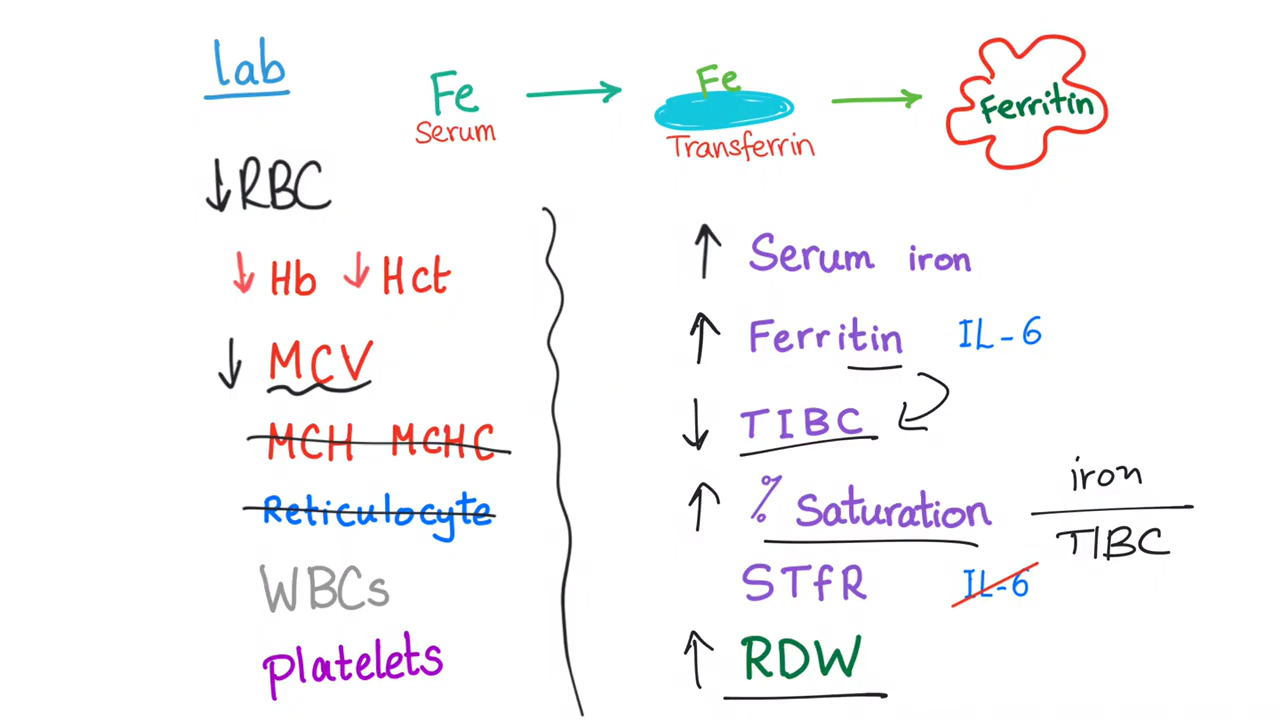 lab
Fe
Serum
Fe
Transferrin
Ferritin
↓ RBC
↓ Hb ↓ Hct
↓ MCV
MCH MCHC
Reticulocyte
WBCs
Platelets
↑ Serum iron
↑ Ferritin IL-6
↓ TIBC
↑ % Saturation
iron
TIBC
STfR IL-6
↑ RDW